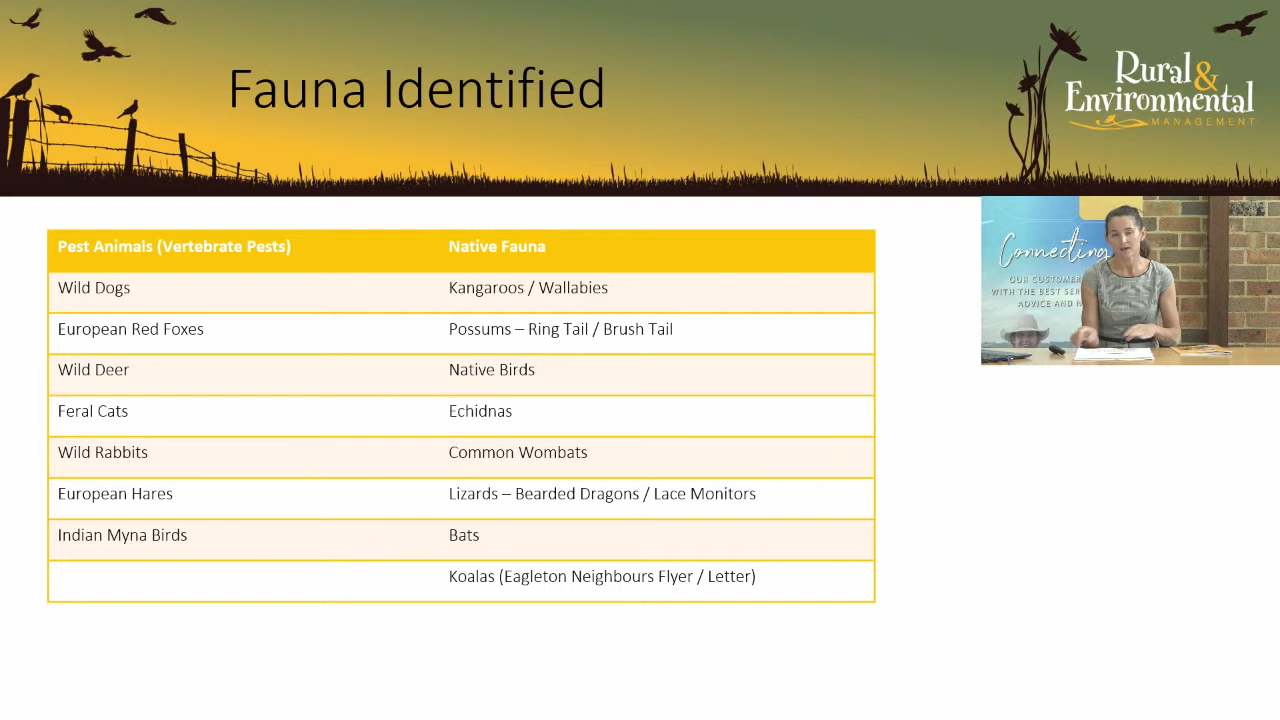 Fauna Identified
Rural &
Environmental
MANAGEMENT
Pest Animals (Vertebrate Pests) Native Fauna
Wild Dogs Kangaroos / Wallabies
European Red Foxes Possums – Ring Tail / Brush Tail
Wild Deer Native Birds
Feral Cats Echidnas
Wild Rabbits Common Wombats
European Hares Lizards – Bearded Dragons / Lace Monitors
Indian Myna Birds Bats
Koalas (Eagleton Neighbours Flyer / Letter)
Connecting
OUR CUSTOMER
WITH THE BEST SER
ADVICE AND